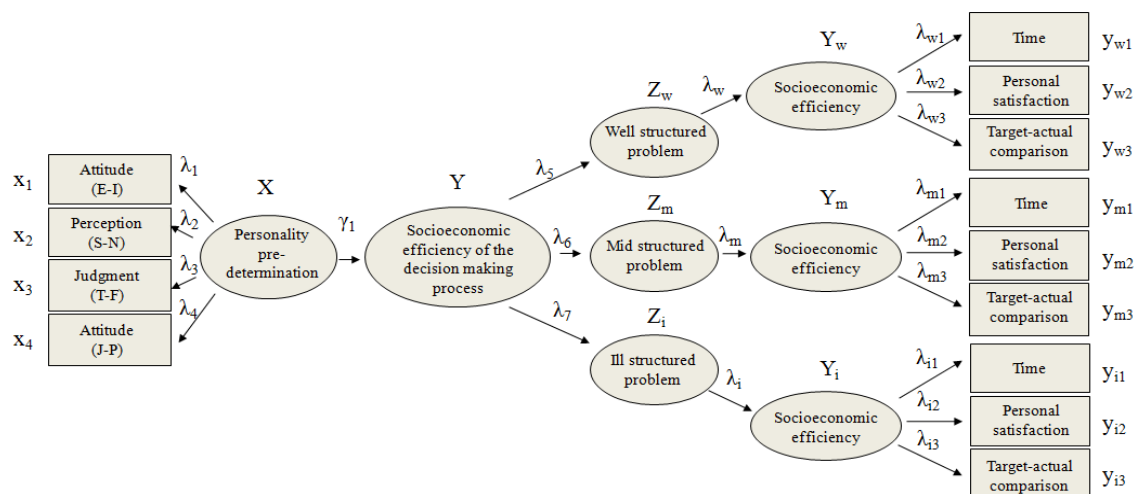 x1
Attitude
(E-I)
λ1
x2
Perception
(S-N)
λ2
x3
Judgment
(T-F)
λ3
x4
Attitude
(J-P)
λ4
X
Personality
pre-
determination
γ1
Y
Socioeconomic
efficiency of the
decision making
process
λ5
λ6
λ7
Zw
Well structured
problem
λw
Yw
Socioeconomic
efficiency
λw1
λw2
λw3
Time
yw1
Personal
satisfaction
yw2
Target-actual
comparison
yw3
Zm
Mid structured
problem
λm
Ym
Socioeconomic
efficiency
λm1
λm2
λm3
Time
ym1
Personal
satisfaction
ym2
Target-actual
comparison
ym3
Zi
Ill structured
problem
λi
Yi
Socioeconomic
efficiency
λi1
λi2
λi3
Time
yi1
Personal
satisfaction
yi2
Target-actual
comparison
yi3